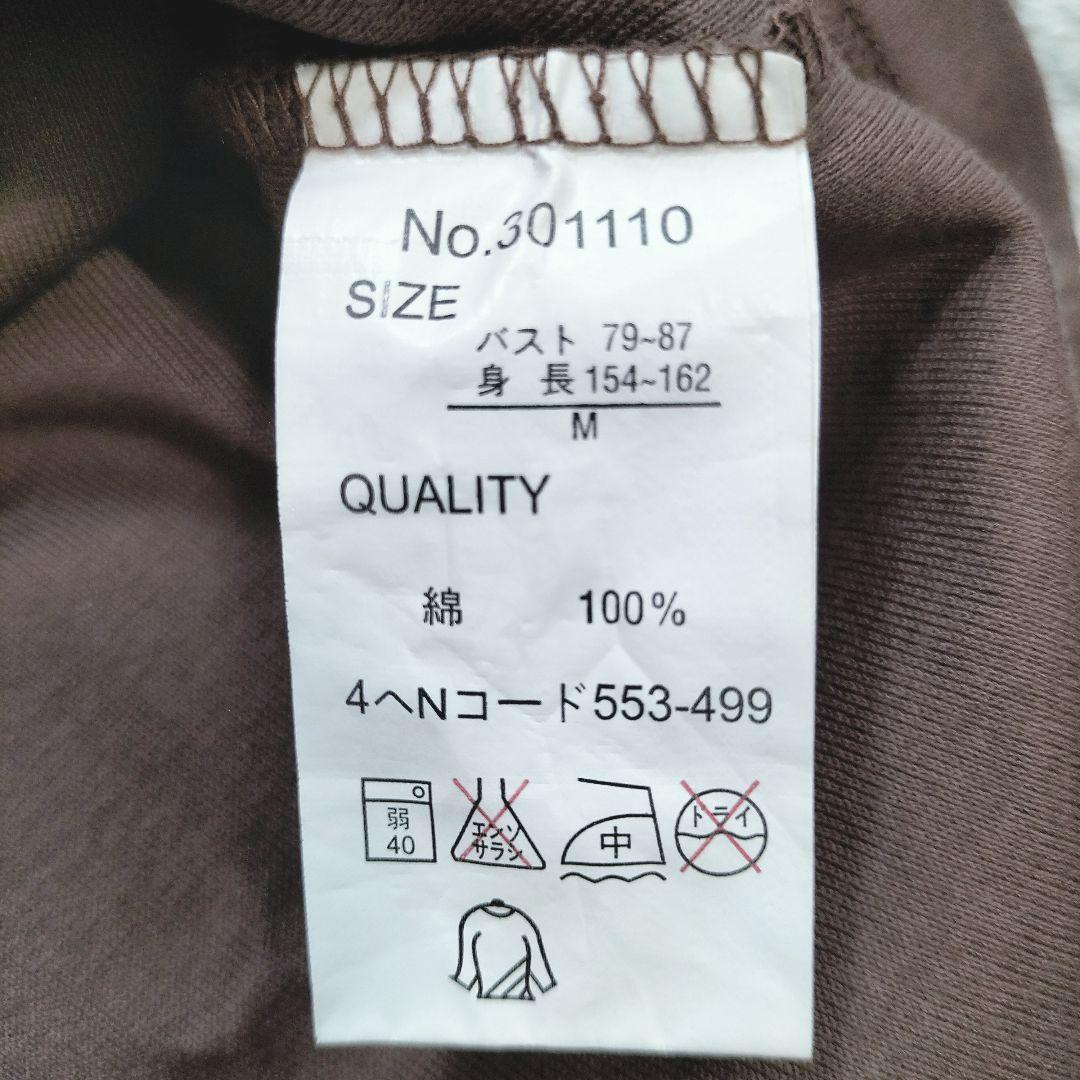 No.301110
SIZE
バスト 79~87
身 長 154~162
M
QUALITY
綿 100%
4へNコード553-499
弱
40
エンソ
サラシ
中
ドライ